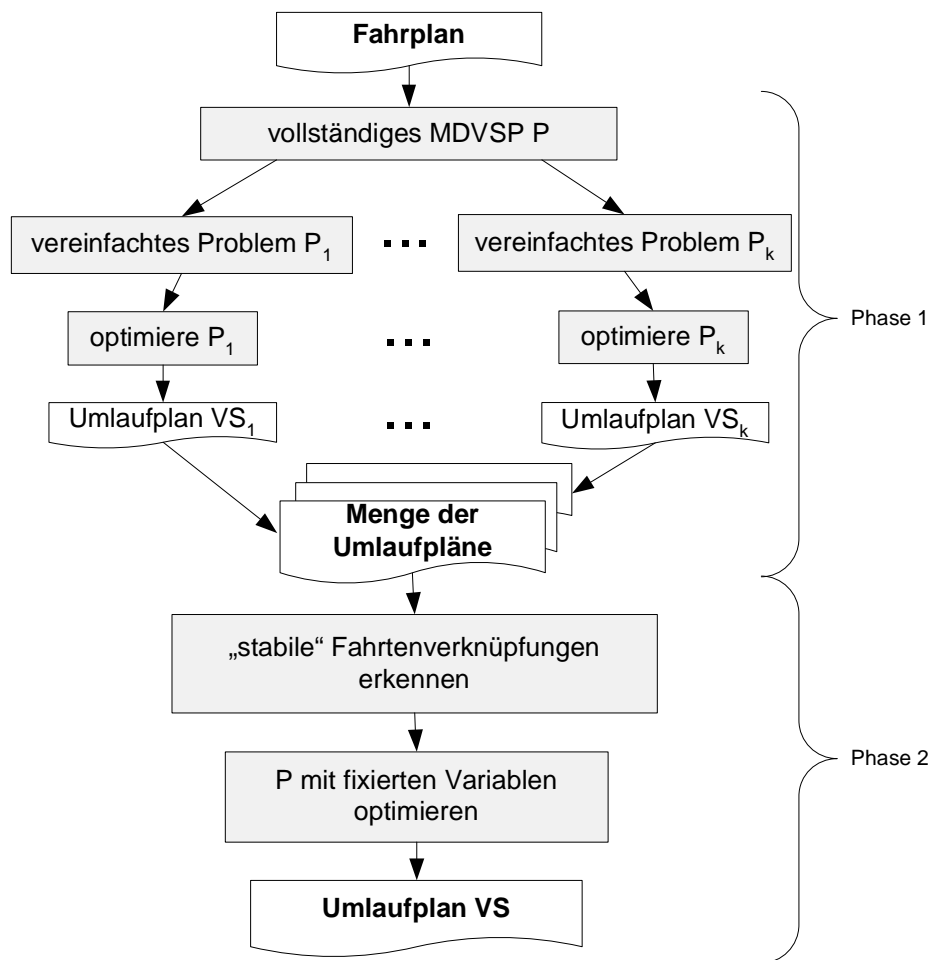 Fahrplan
vollständiges MDVSP P
vereinfachtes Problem P1
...
vereinfachtes Problem Pk
optimiere P1
...
optimiere Pk
Phase 1
Umlaufplan VS1
...
Umlaufplan VSk
Menge der
Umlaufpläne
„stabile“ Fahrtenverknüpfungen
erkennen
P mit fixierten Variablen
optimieren
Phase 2
Umlaufplan VS